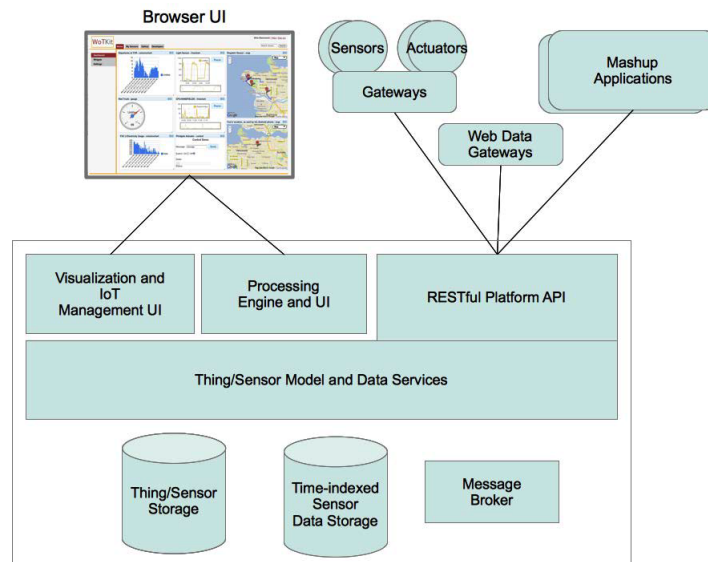 Browser UI
WoTKit
Sensors
Actuators
Gateways
Mashup
Applications
Web Data
Gateways
Visualization and
IoT
Management UI
Processing
Engine and UI
RESTful Platform API
Thing/Sensor Model and Data Services
Thing/Sensor
Storage
Time-indexed
Sensor
Data Storage
Message
Broker